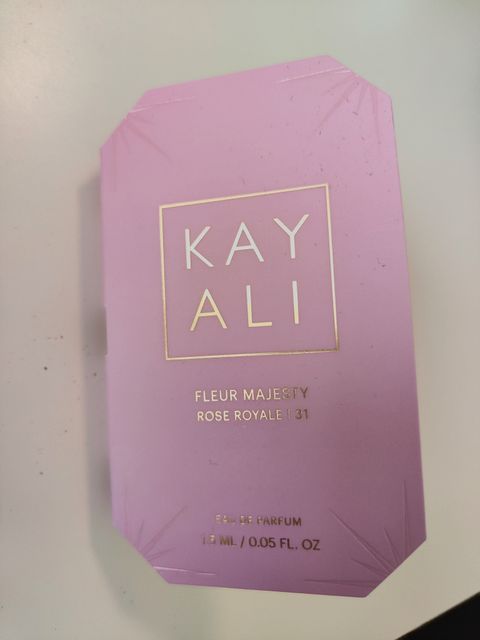 KAY
ALI
FLEUR MAJESTY
ROSE ROYALE | 31
EAU DE PARFUM
1.5 ML / 0.05 FL. OZ